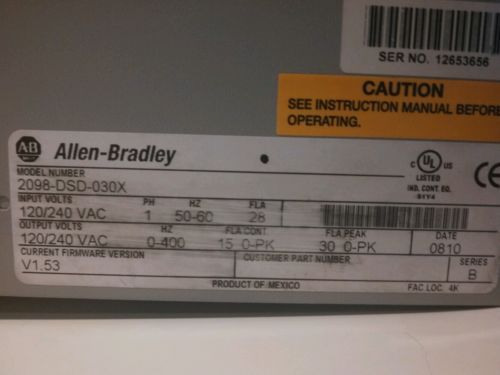 SER NO. 12653656
CAUTION
SEE INSTRUCTION MANUAL BEFORE
OPERATING.
AB Allen-Bradley
MODEL NUMBER
2098-DSD-030X
C UL US
LISTED
IND. CONT. EQ.
CE
INPUT VOLTS PH HZ FLA
120/240 VAC 1 50-60 28
OUTPUT VOLTS HZ FLA CONT. FLA PEAK DATE
120/240 VAC 0-400 15 0-PK 30 0-PK 0810
CURRENT FIRMWARE VERSION CUSTOMER PART NUMBER SERIES
V1.53 B
PRODUCT OF MEXICO FAC LOC. 4K